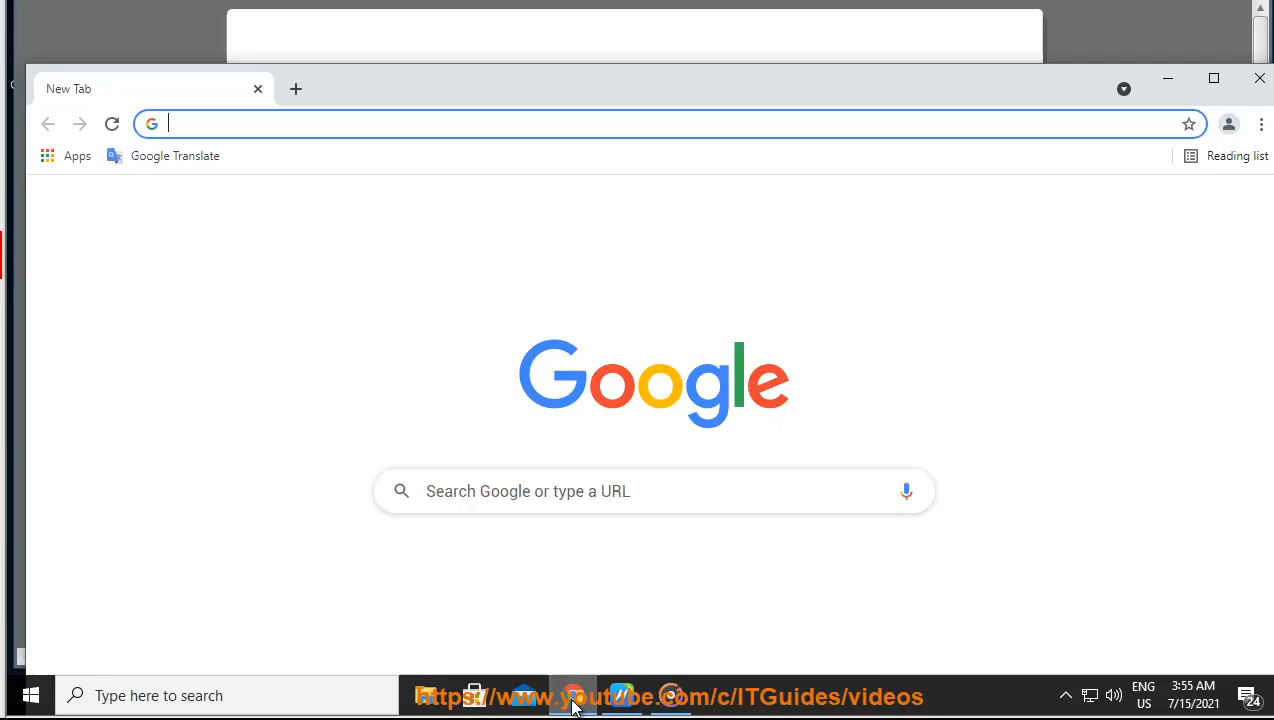 New Tab
Apps
Google Translate
Reading list
Google
Search Google or type a URL
Type here to search
https://www.youtube.com/c/ITGuides/videos
ENG
US
3:55 AM
7/15/2021
24